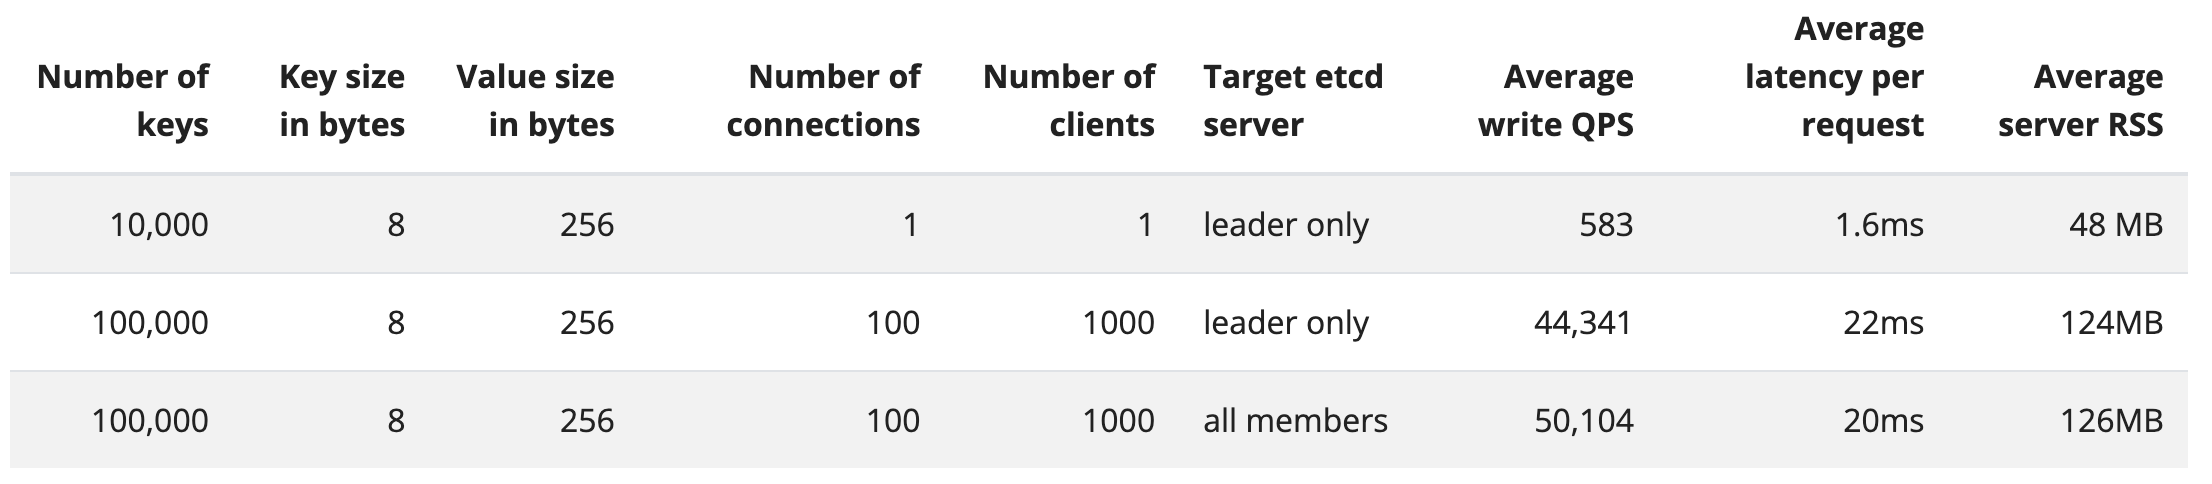 Number of keys Key size in bytes Value size in bytes Number of connections Number of clients Target etcd server Average write QPS Average latency per request Average server RSS
10,000 8 256 1 1 leader only 583 1.6ms 48 MB
100,000 8 256 100 1000 leader only 44,341 22ms 124MB
100,000 8 256 100 1000 all members 50,104 20ms 126MB